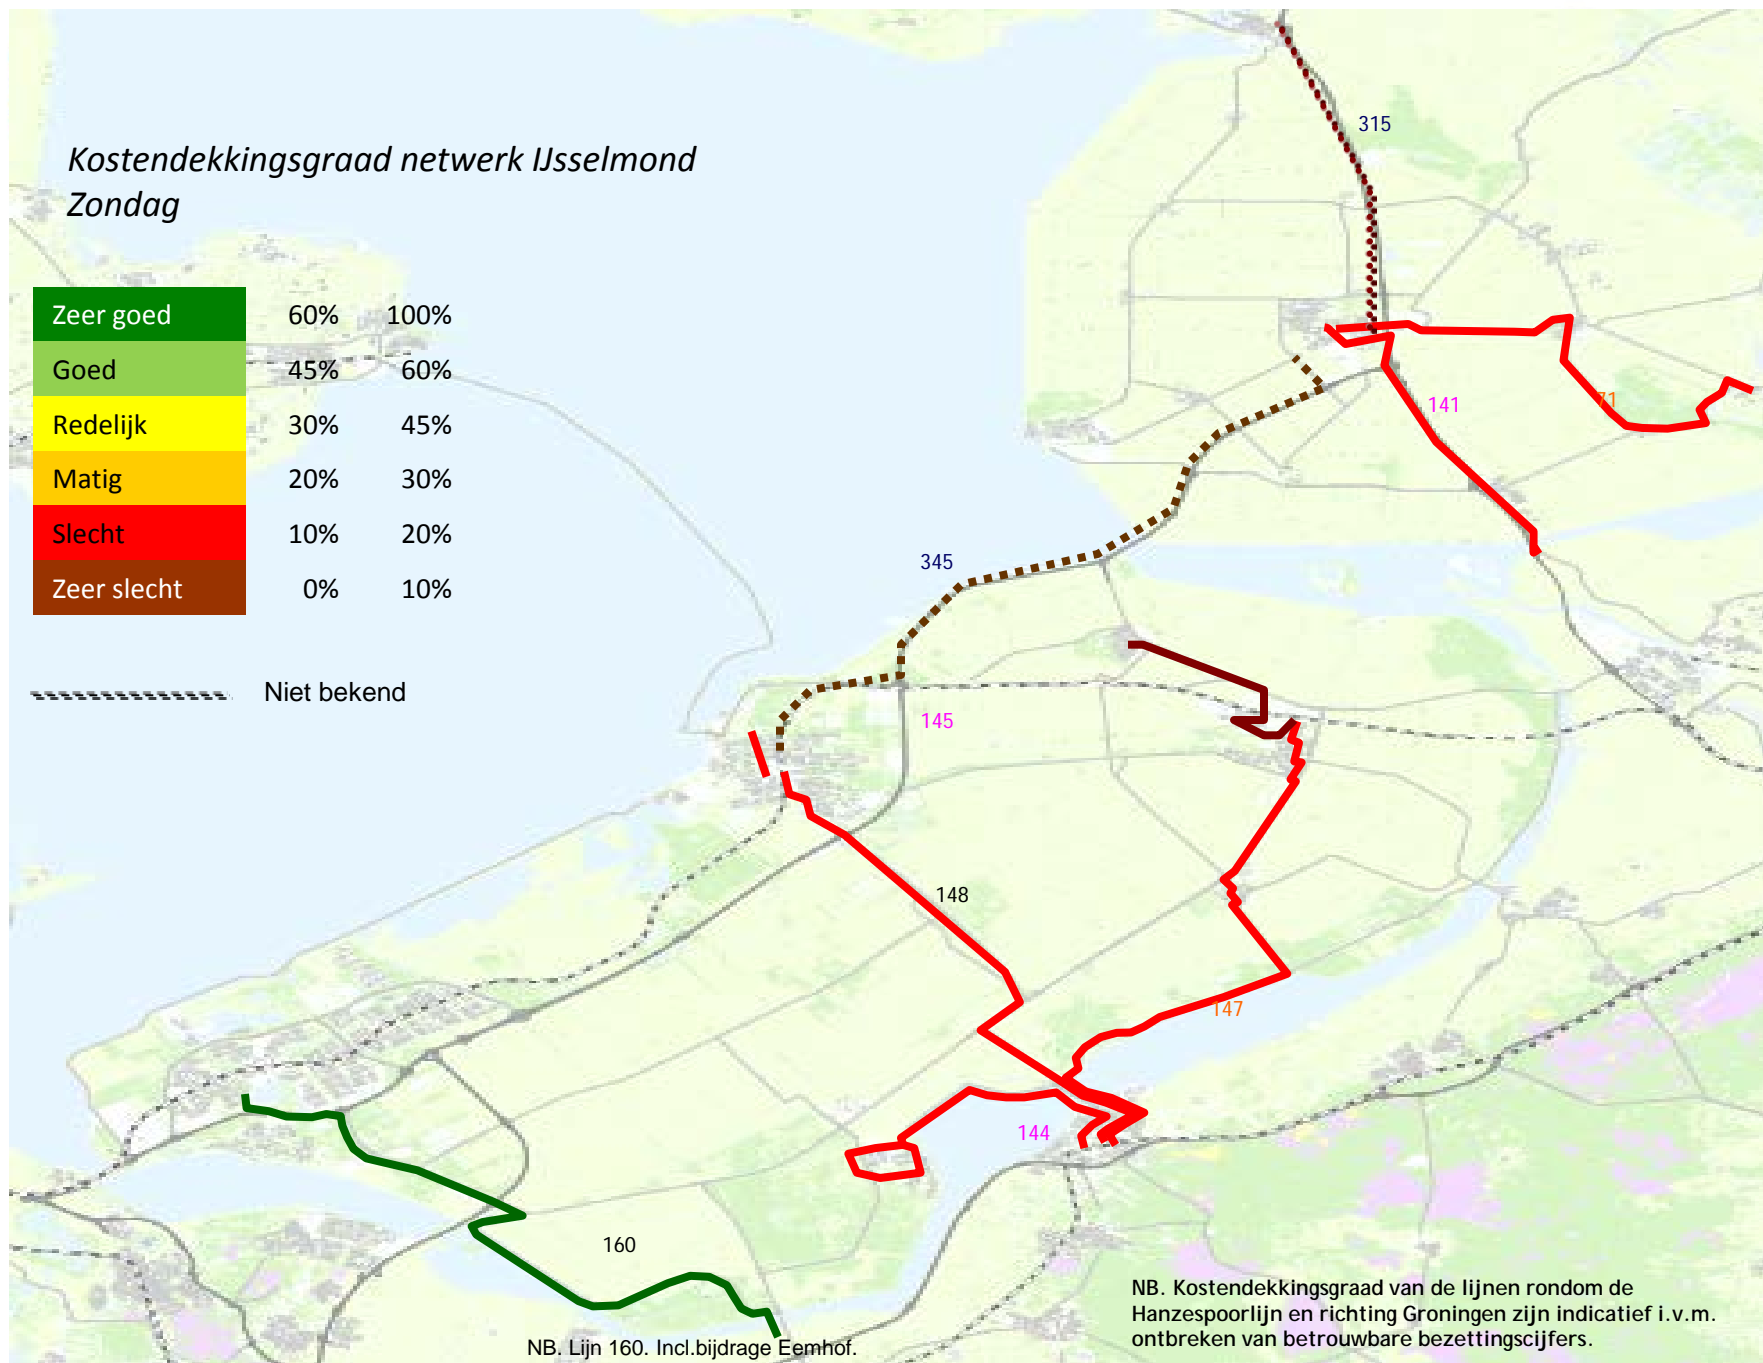 Kostendekkingsgraad netwerk IJsselmond
Zondag
Zeer goed 60% 100%
Goed 45% 60%
Redelijk 30% 45%
Matig 20% 30%
Slecht 10% 20%
Zeer slecht 0% 10%
Niet bekend
315
141
71
345
145
148
147
144
160
NB. Kostendekkingsgraad van de lijnen rondom de
Hanzespoorlijn en richting Groningen zijn indicatief i.v.m.
ontbreken van betrouwbare bezettingscijfers.
NB. Lijn 160. Incl.bijdrage Eemhof.